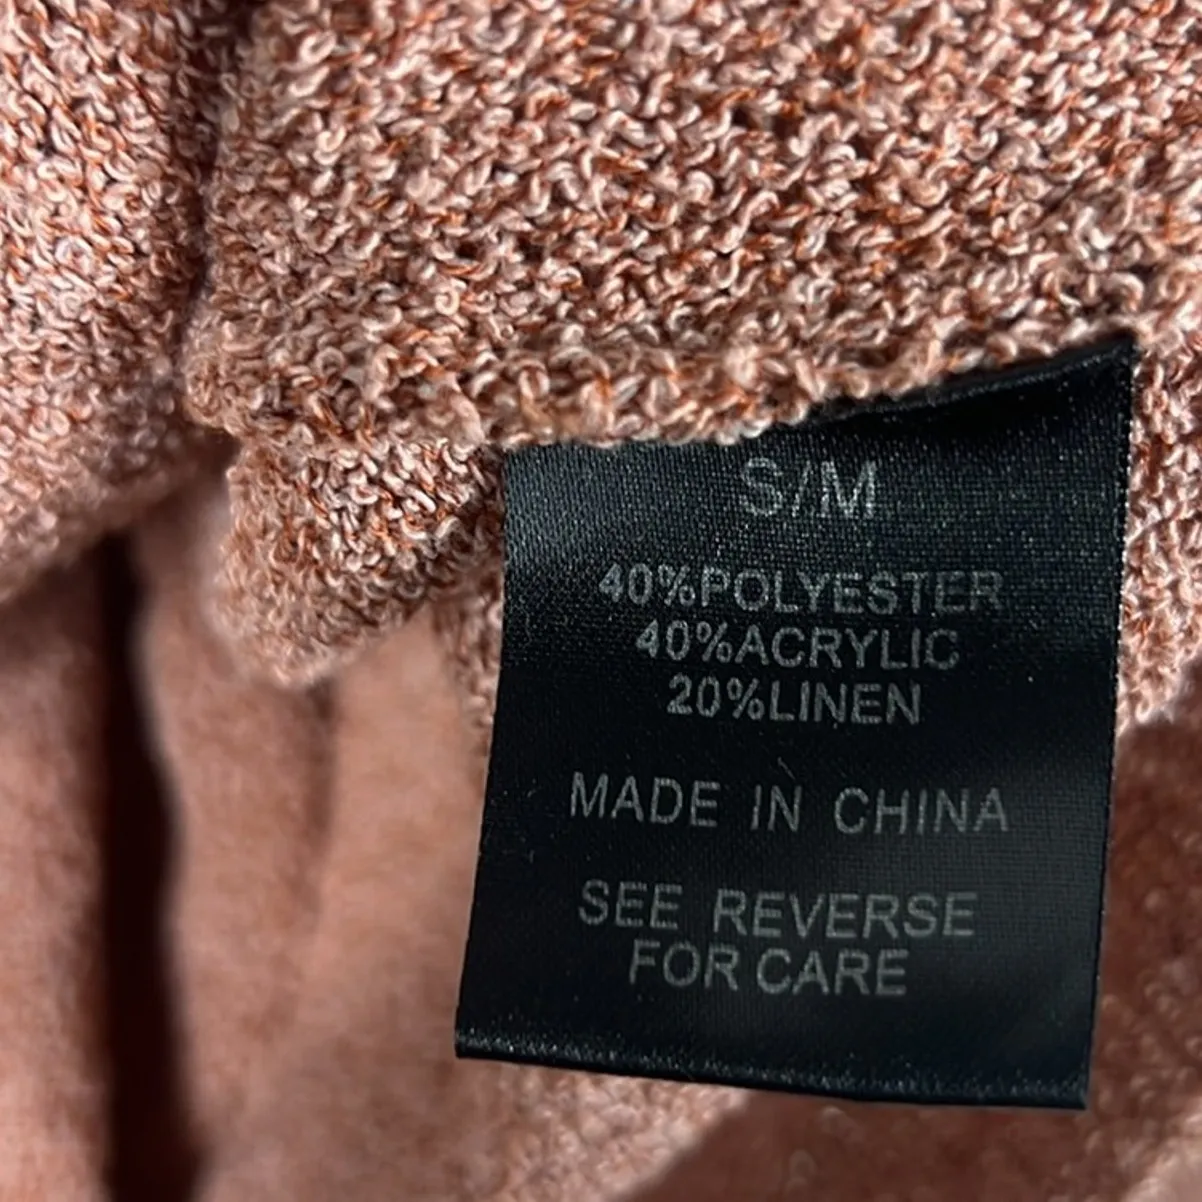 S/M
40%POLYESTER
40%ACRYLIC
20%LINEN
MADE IN CHINA
SEE REVERSE
FOR CARE